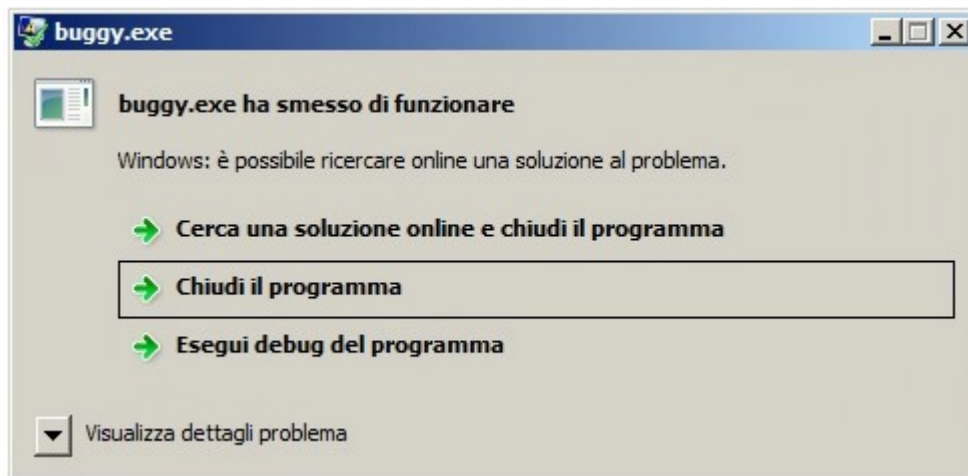 buggy.exe
buggy.exe ha smesso di funzionare
Windows: è possibile ricercare online una soluzione al problema.
Cerca una soluzione online e chiudi il programma
Chiudi il programma
Esegui debug del programma
Visualizza dettagli problema